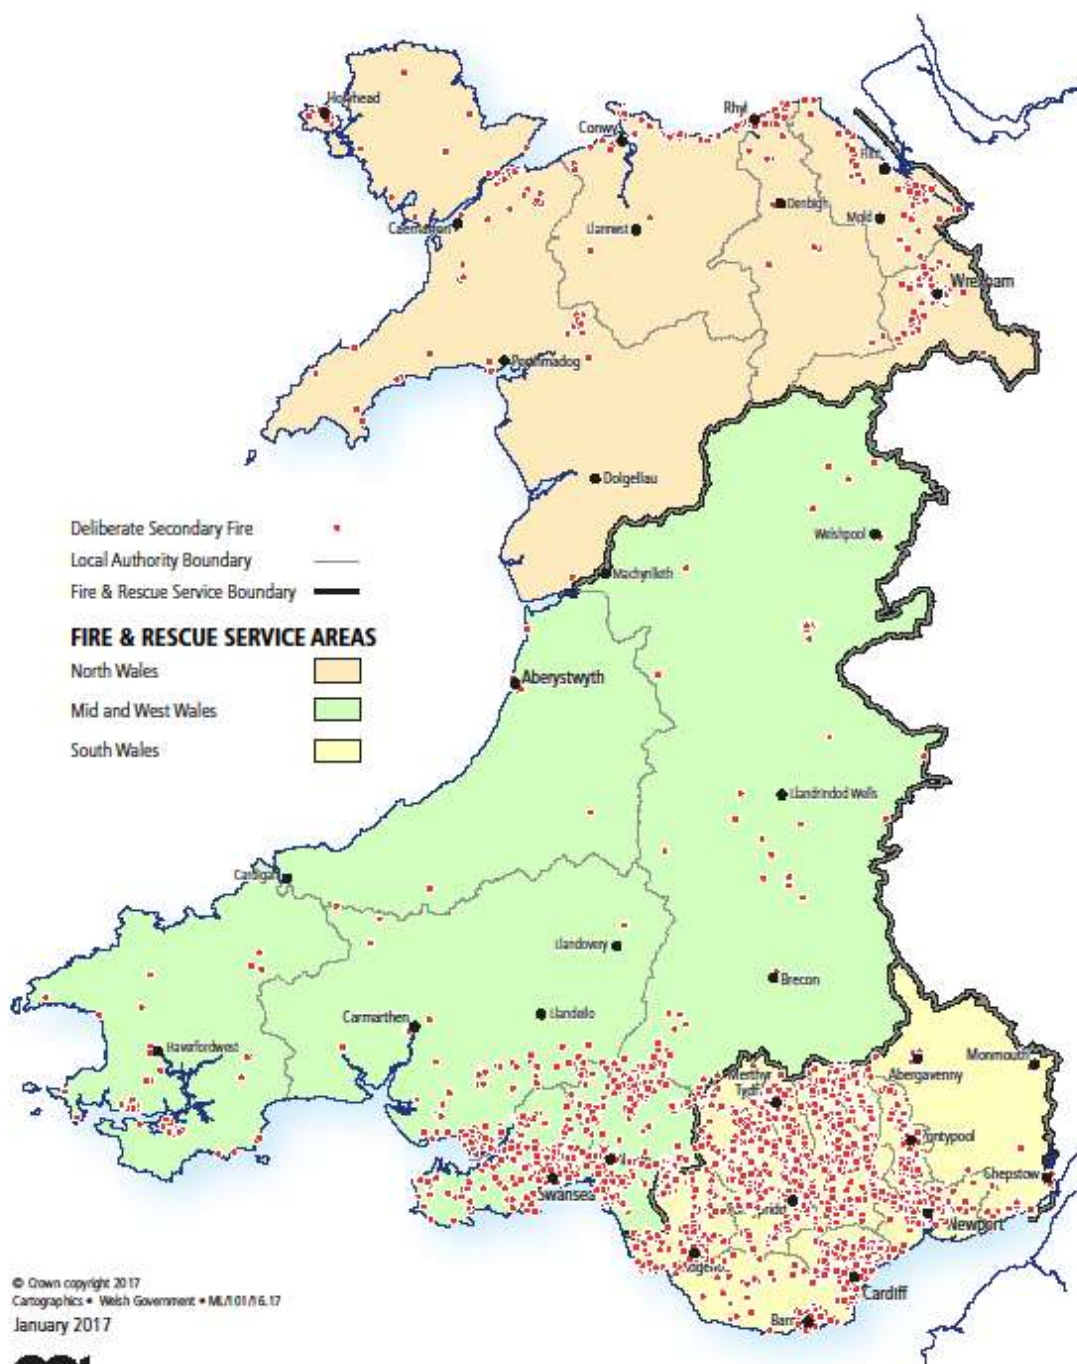 Holyhead
Rhyl
Conwy
Flint
Denbigh
Mold
Caernarfon
Llanrwst
Wrexham
Porthmadog
Dolgellau
Deliberate Secondary Fire
Local Authority Boundary
Fire & Rescue Service Boundary
FIRE & RESCUE SERVICE AREAS
North Wales
Mid and West Wales
South Wales
Welshpool
Machynlleth
Aberystwyth
Llandrindod Wells
Cardigan
Llandovery
Brecon
Carmarthen
Llandeilo
Haverfordwest
Monmouth
Abergavenny
Merthyr
Tydfil
Pontypool
Chepstow
Swansea
Newport
Cardiff
Barry
© Crown copyright 2017
Cartographics • Welsh Government • ML/101/16.17
January 2017